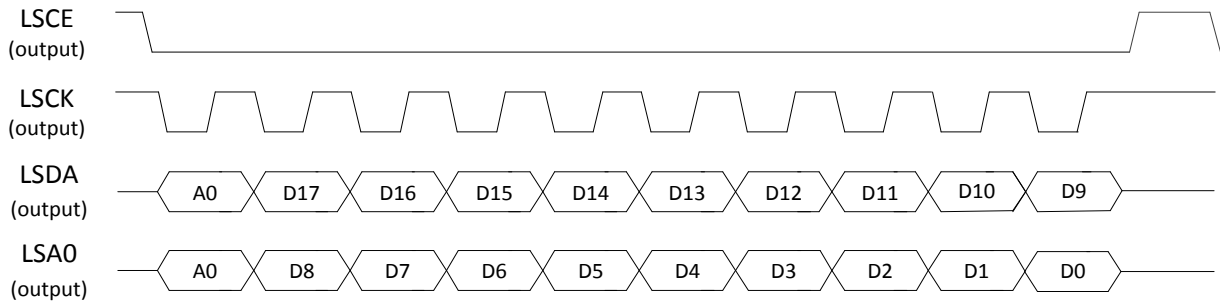 LSCE
(output)
LSCK
(output)
LSDA
(output)
A0 D17 D16 D15 D14 D13 D12 D11 D10 D9
LSA0
(output)
A0 D8 D7 D6 D5 D4 D3 D2 D1 D0